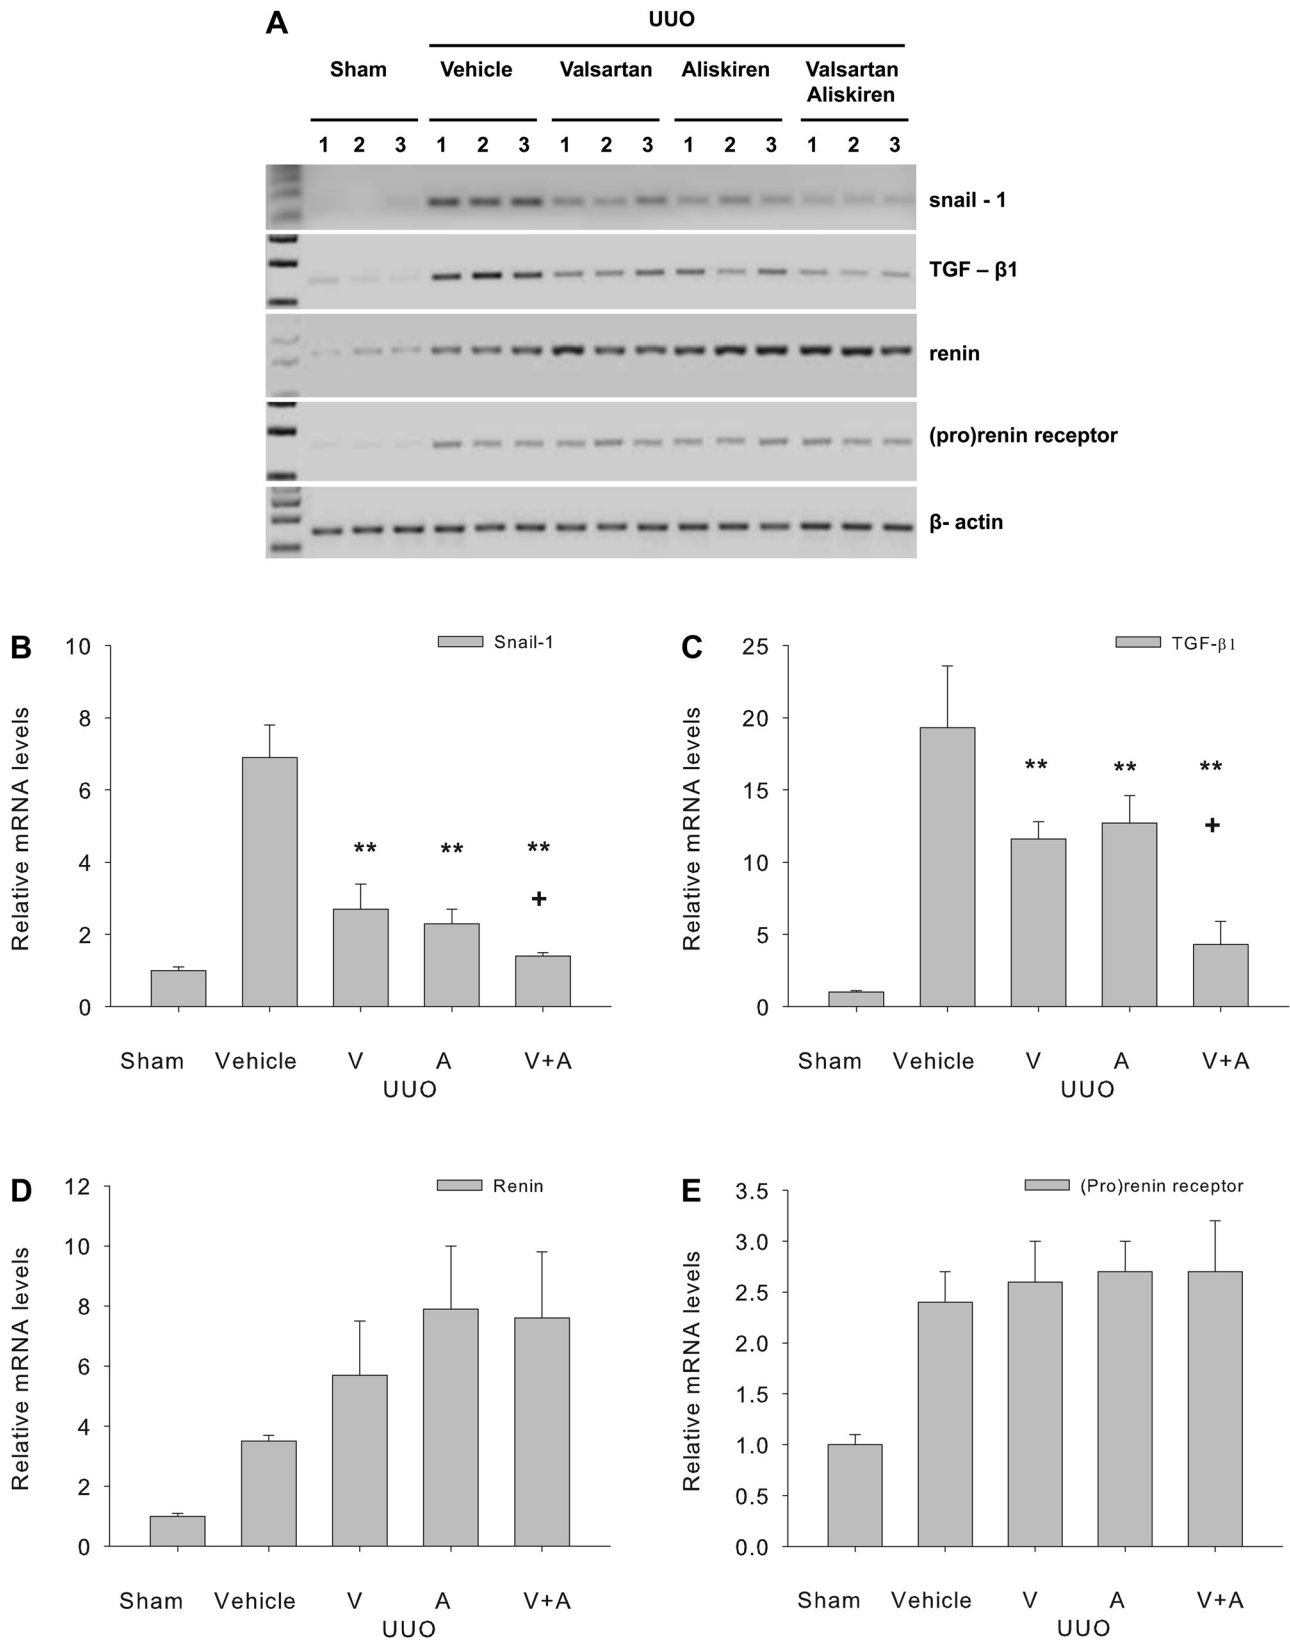 A
UUO
Sham Vehicle Valsartan Aliskiren Valsartan
Aliskiren
1 2 3 1 2 3 1 2 3 1 2 3 1 2 3
snail - 1
TGF – β1
renin
(pro)renin receptor
β- actin
B
Snail-1
Relative mRNA levels
10
8
6
4
2
0
** ** **
+
Sham Vehicle V A V+A
UUO
C
TGF-β1
Relative mRNA levels
25
20
15
10
5
0
** ** **
+
Sham Vehicle V A V+A
UUO
D
Renin
Relative mRNA levels
12
10
8
6
4
2
0
Sham Vehicle V A V+A
UUO
E
(Pro)renin receptor
Relative mRNA levels
3.5
3.0
2.5
2.0
1.5
1.0
0.5
0.0
Sham Vehicle V A V+A
UUO